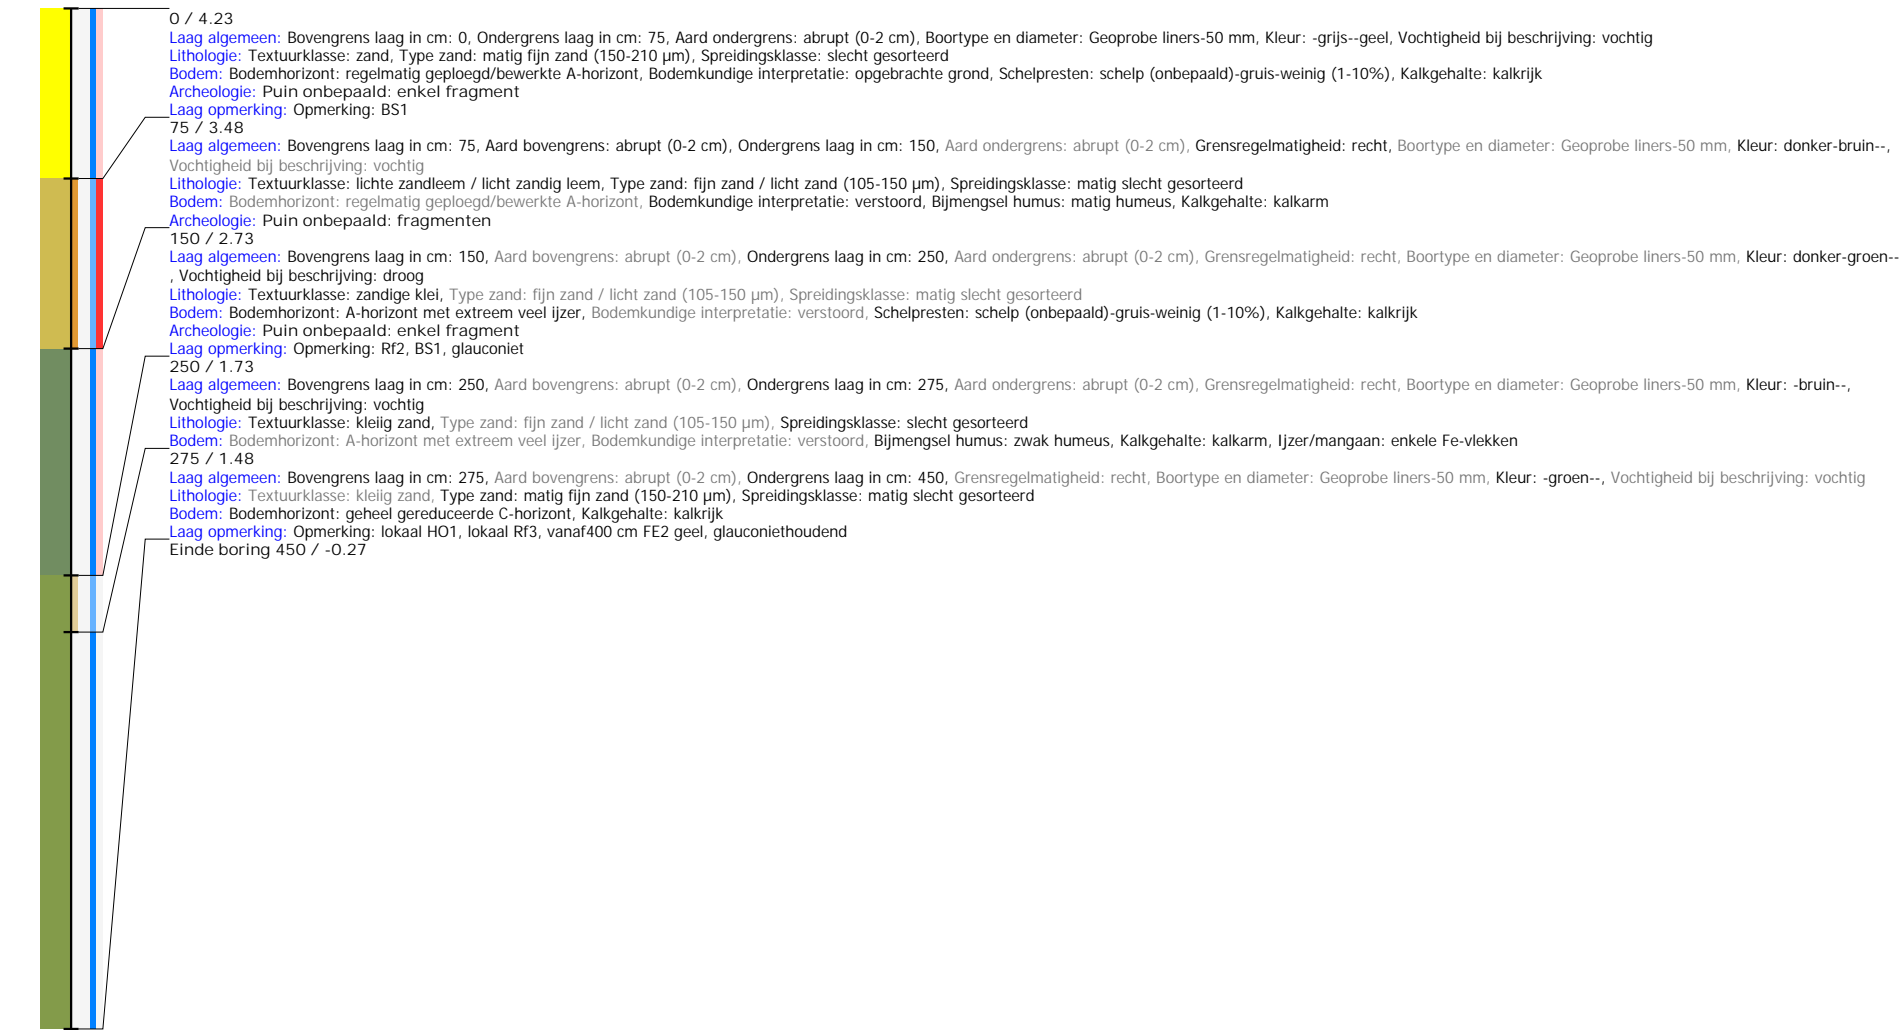 0 / 4.23
Laag algemeen: Bovengrens laag in cm: 0, Ondergrens laag in cm: 75, Aard ondergrens: abrupt (0-2 cm), Boortype en diameter: Geoprobe liners-50 mm, Kleur: -grijs--geel, Vochtigheid bij beschrijving: vochtig
Lithologie: Textuurklasse: zand, Type zand: matig fijn zand (150-210 µm), Spreidingsklasse: slecht gesorteerd
Bodem: Bodemhorizont: regelmatig geploegd/bewerkte A-horizont, Bodemkundige interpretatie: opgebrachte grond, Schelpresten: schelp (onbepaald)-gruis-weinig (1-10%), Kalkgehalte: kalkrijk
Archeologie: Puin onbepaald: enkel fragment
Laag opmerking: Opmerking: BS1
75 / 3.48
Laag algemeen: Bovengrens laag in cm: 75, Aard bovengrens: abrupt (0-2 cm), Ondergrens laag in cm: 150, Aard ondergrens: abrupt (0-2 cm), Grensregelmatigheid: recht, Boortype en diameter: Geoprobe liners-50 mm, Kleur: donker-bruin--,
Vochtigheid bij beschrijving: vochtig
Lithologie: Textuurklasse: lichte zandleem / licht zandig leem, Type zand: fijn zand / licht zand (105-150 µm), Spreidingsklasse: matig slecht gesorteerd
Bodem: Bodemhorizont: regelmatig geploegd/bewerkte A-horizont, Bodemkundige interpretatie: verstoord, Bijmengsel humus: matig humeus, Kalkgehalte: kalkarm
Archeologie: Puin onbepaald: fragmenten
150 / 2.73
Laag algemeen: Bovengrens laag in cm: 150, Aard bovengrens: abrupt (0-2 cm), Ondergrens laag in cm: 250, Aard ondergrens: abrupt (0-2 cm), Grensregelmatigheid: recht, Boortype en diameter: Geoprobe liners-50 mm, Kleur: donker-groen--
, Vochtigheid bij beschrijving: droog
Lithologie: Textuurklasse: zandige klei, Type zand: fijn zand / licht zand (105-150 µm), Spreidingsklasse: matig slecht gesorteerd
Bodem: Bodemhorizont: A-horizont met extreem veel ijzer, Bodemkundige interpretatie: verstoord, Schelpresten: schelp (onbepaald)-gruis-weinig (1-10%), Kalkgehalte: kalkrijk
Archeologie: Puin onbepaald: enkel fragment
Laag opmerking: Opmerking: Rf2, BS1, glauconiet
250 / 1.73
Laag algemeen: Bovengrens laag in cm: 250, Aard bovengrens: abrupt (0-2 cm), Ondergrens laag in cm: 275, Aard ondergrens: abrupt (0-2 cm), Grensregelmatigheid: recht, Boortype en diameter: Geoprobe liners-50 mm, Kleur: -bruin--,
Vochtigheid bij beschrijving: vochtig
Lithologie: Textuurklasse: kleiig zand, Type zand: fijn zand / licht zand (105-150 µm), Spreidingsklasse: slecht gesorteerd
Bodem: Bodemhorizont: A-horizont met extreem veel ijzer, Bodemkundige interpretatie: verstoord, Bijmengsel humus: zwak humeus, Kalkgehalte: kalkarm, Ijzer/mangaan: enkele Fe-vlekken
275 / 1.48
Laag algemeen: Bovengrens laag in cm: 275, Aard bovengrens: abrupt (0-2 cm), Ondergrens laag in cm: 450, Grensregelmatigheid: recht, Boortype en diameter: Geoprobe liners-50 mm, Kleur: -groen--, Vochtigheid bij beschrijving: vochtig
Lithologie: Textuurklasse: kleiig zand, Type zand: matig fijn zand (150-210 µm), Spreidingsklasse: matig slecht gesorteerd
Bodem: Bodemhorizont: geheel gereduceerde C-horizont, Kalkgehalte: kalkrijk
Laag opmerking: Opmerking: lokaal HO1, lokaal Rf3, vanaf400 cm FE2 geel, glauconiethoudend
Einde boring 450 / -0.27